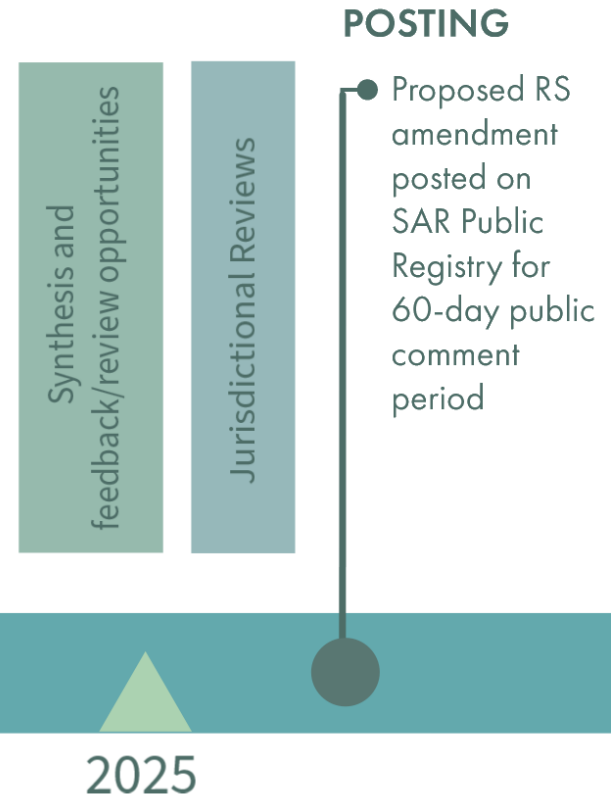 POSTING
Synthesis and
feedback/review opportunities
Jurisdictional Reviews
Proposed RS
amendment
posted on
SAR Public
Registry for
60-day public
comment
period
2025